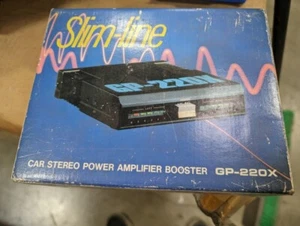 Slim-line
GP-220X
CAR STEREO POWER AMPLIFIER BOOSTER GP-220X